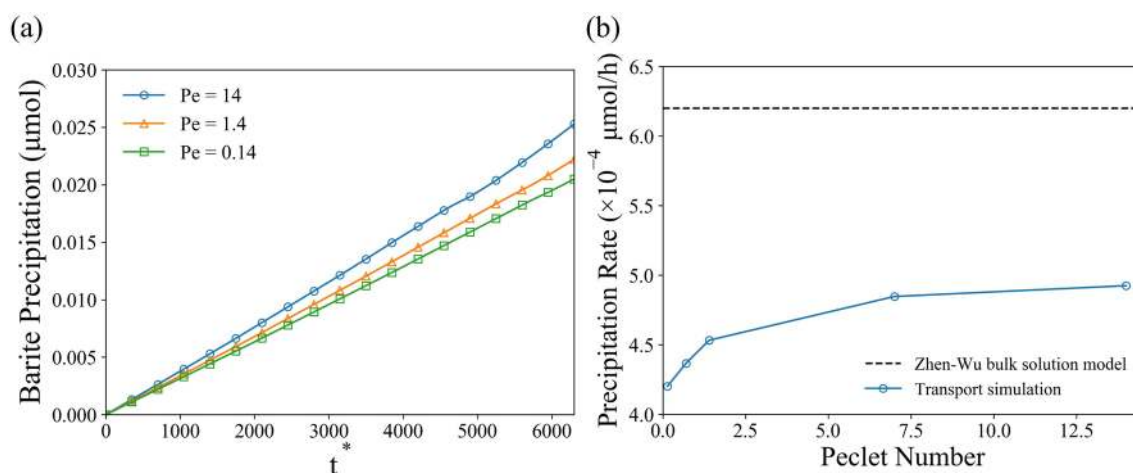 (a)
Barite Precipitation (μmol)
0.030
0.025
0.020
0.015
0.010
0.005
0.000
Pe = 14
Pe = 1.4
Pe = 0.14
0 1000 2000 3000 4000 5000 6000
t*
(b)
Precipitation Rate (×10⁻⁴ μmol/h)
6.5
6.0
5.5
5.0
4.5
4.0
Zhen-Wu bulk solution model
Transport simulation
0.0 2.5 5.0 7.5 10.0 12.5
Peclet Number